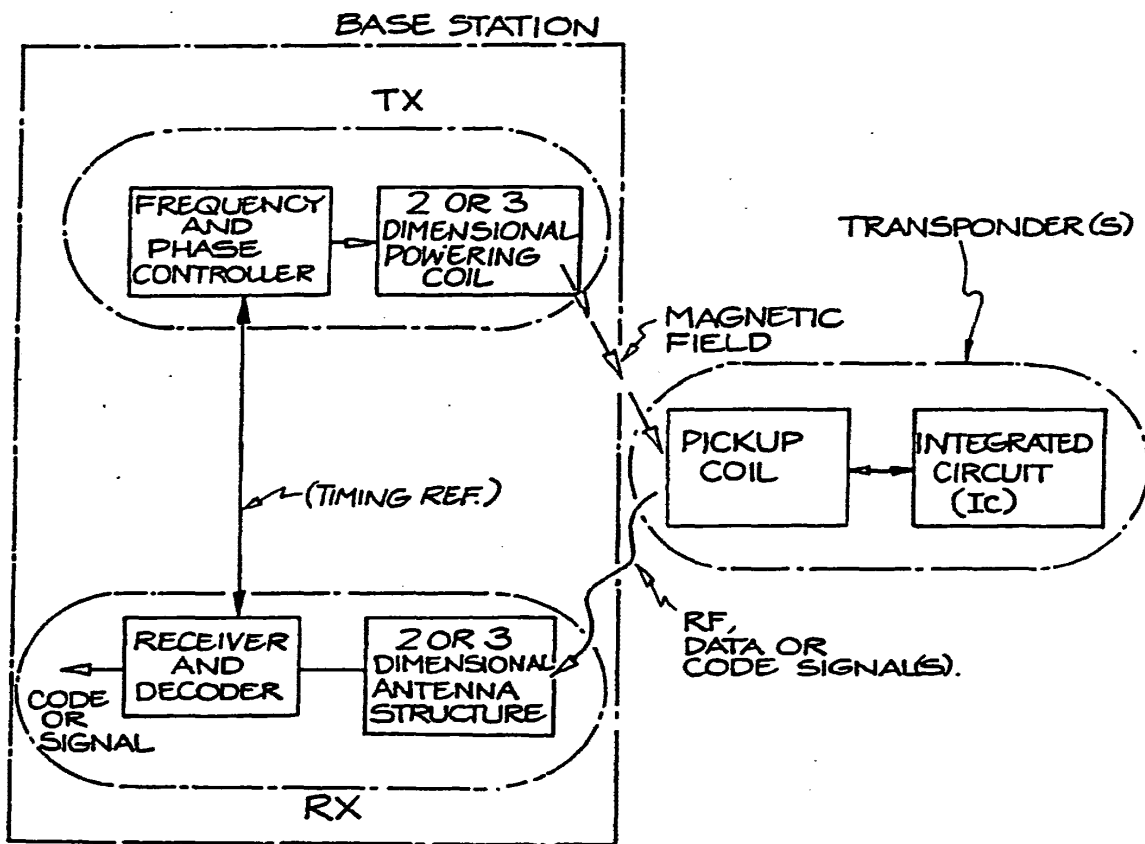 BASE STATION
TX
FREQUENCY
AND
PHASE
CONTROLLER
2 OR 3
DIMENSIONAL
POWERING
COIL
TRANSPONDER(S)
MAGNETIC
FIELD
PICKUP
COIL
INTEGRATED
CIRCUIT
(IC)
(TIMING REF.)
RF,
DATA OR
CODE SIGNAL(S).
RECEIVER
AND
DECODER
2 OR 3
DIMENSIONAL
ANTENNA
STRUCTURE
CODE
OR
SIGNAL
RX